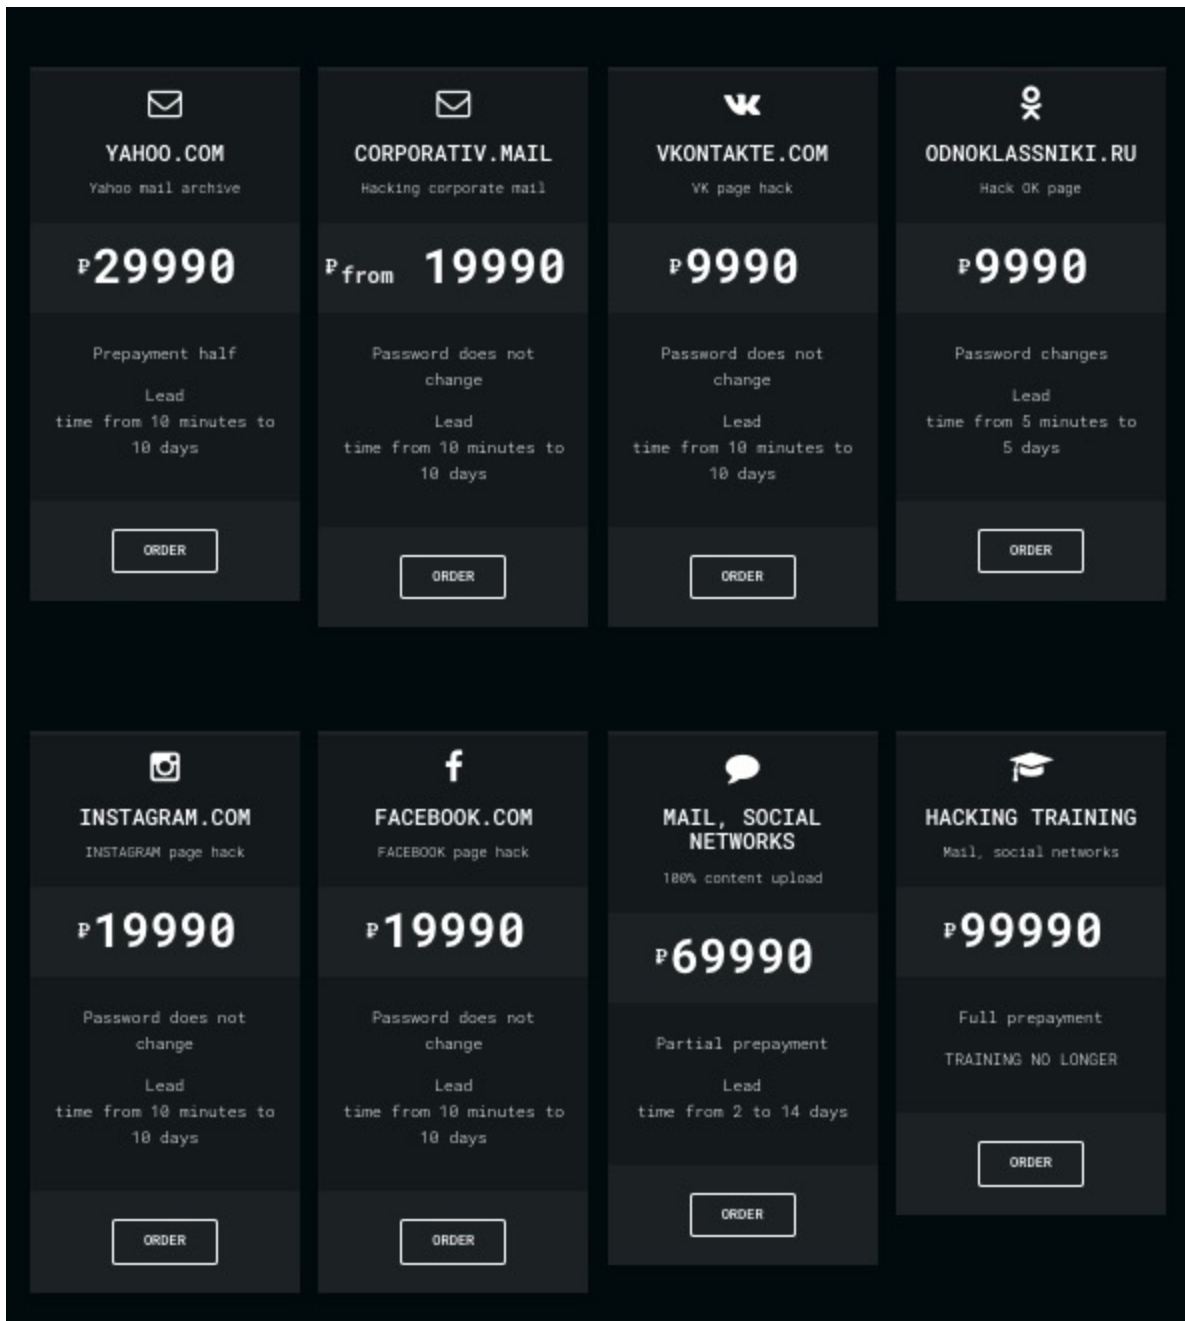 YAHOO.COM
Yahoo mail archive
₽29990
Prepayment half
Lead
time from 10 minutes to
10 days
ORDER
CORPORATIV.MAIL
Hacking corporate mail
₽from 19990
Password does not
change
Lead
time from 10 minutes to
10 days
ORDER
VKONTAKTE.COM
VK page hack
₽9990
Password does not
change
Lead
time from 10 minutes to
10 days
ORDER
ODNOKLASSNIKI.RU
Hack OK page
₽9990
Password changes
Lead
time from 5 minutes to
5 days
ORDER
INSTAGRAM.COM
INSTAGRAM page hack
₽19990
Password does not
change
Lead
time from 10 minutes to
10 days
ORDER
FACEBOOK.COM
FACEBOOK page hack
₽19990
Password does not
change
Lead
time from 10 minutes to
10 days
ORDER
MAIL, SOCIAL
NETWORKS
100% content upload
₽69990
Partial prepayment
Lead
time from 2 to 14 days
ORDER
HACKING TRAINING
Mail, social networks
₽99990
Full prepayment
TRAINING NO LONGER
ORDER